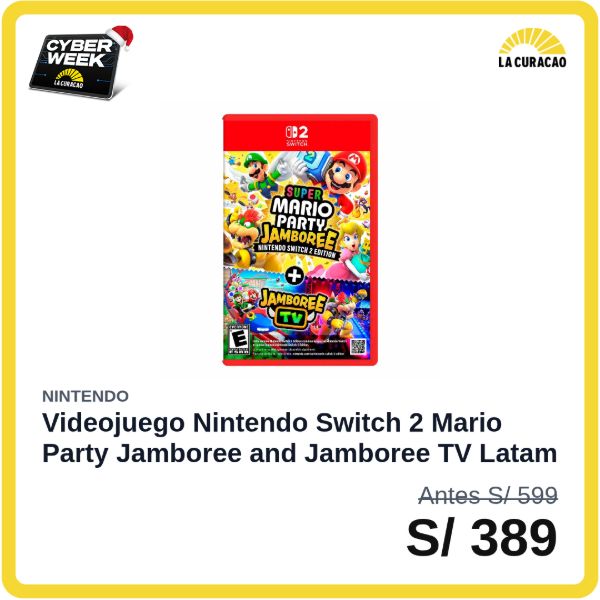 CYBER
WEEK
LA CURACAO
LA CURACAO
2
NINTENDO
SWITCH
SUPER
MARIO
PARTY
JAMBOREE
NINTENDO SWITCH 2 EDITION
+
JAMBOREE
TV
EVERYONE
E
NINTENDO
Videojuego Nintendo Switch 2 Mario
Party Jamboree and Jamboree TV Latam
Antes S/ 599
S/ 389